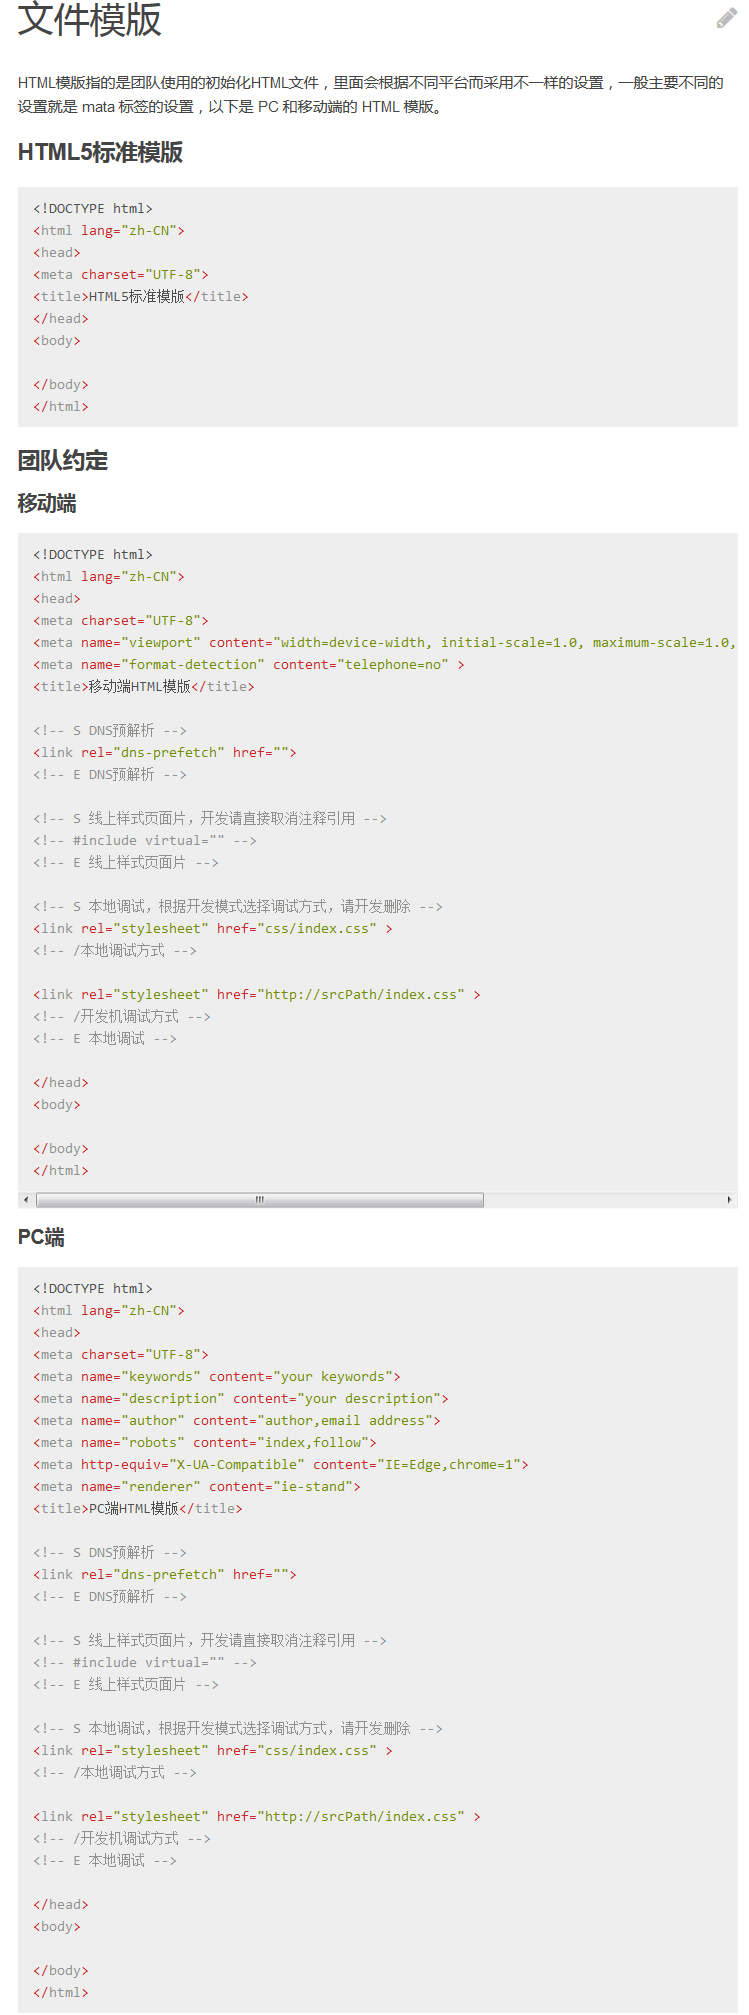 文件模版
HTML模版指的是团队使用的初始化HTML文件，里面会根据不同平台而采用不一样的设置，一般主要不同的
设置就是 mata 标签的设置，以下是 PC 和移动端的 HTML 模版。
HTML5标准模版
<!DOCTYPE html>
<html lang="zh-CN">
<head>
<meta charset="UTF-8">
<title>HTML5标准模版</title>
</head>
<body>
</body>
</html>
团队约定
移动端
<!DOCTYPE html>
<html lang="zh-CN">
<head>
<meta charset="UTF-8">
<meta name="viewport" content="width=device-width, initial-scale=1.0, maximum-scale=1.0,
<meta name="format-detection" content="telephone=no" >
<title>移动端HTML模版</title>
<!-- S DNS预解析 -->
<link rel="dns-prefetch" href="">
<!-- E DNS预解析 -->
<!-- S 线上样式页面片，开发请直接取消注释引用 -->
<!-- #include virtual="" -->
<!-- E 线上样式页面片 -->
<!-- S 本地调试，根据开发模式选择调试方式，请开发删除 -->
<link rel="stylesheet" href="css/index.css" >
<!-- /本地调试方式 -->
<link rel="stylesheet" href="http://srcPath/index.css" >
<!-- /开发机调试方式 -->
<!-- E 本地调试 -->
</head>
<body>
</body>
</html>
PC端
<!DOCTYPE html>
<html lang="zh-CN">
<head>
<meta charset="UTF-8">
<meta name="keywords" content="your keywords">
<meta name="description" content="your description">
<meta name="author" content="author,email address">
<meta name="robots" content="index,follow">
<meta http-equiv="X-UA-Compatible" content="IE=Edge,chrome=1">
<meta name="renderer" content="ie-stand">
<title>PC端HTML模版</title>
<!-- S DNS预解析 -->
<link rel="dns-prefetch" href="">
<!-- E DNS预解析 -->
<!-- S 线上样式页面片，开发请直接取消注释引用 -->
<!-- #include virtual="" -->
<!-- E 线上样式页面片 -->
<!-- S 本地调试，根据开发模式选择调试方式，请开发删除 -->
<link rel="stylesheet" href="css/index.css" >
<!-- /本地调试方式 -->
<link rel="stylesheet" href="http://srcPath/index.css" >
<!-- /开发机调试方式 -->
<!-- E 本地调试 -->
</head>
<body>
</body>
</html>